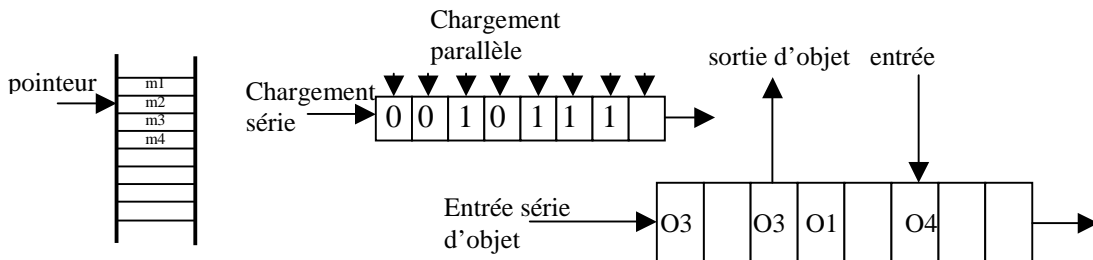 pointeur
m1
m2
m3
m4
Chargement
parallèle
Chargement
série
0 0 1 0 1 1 1
sortie d’objet entrée
Entrée série
d’objet
O3 O3 O1 O4